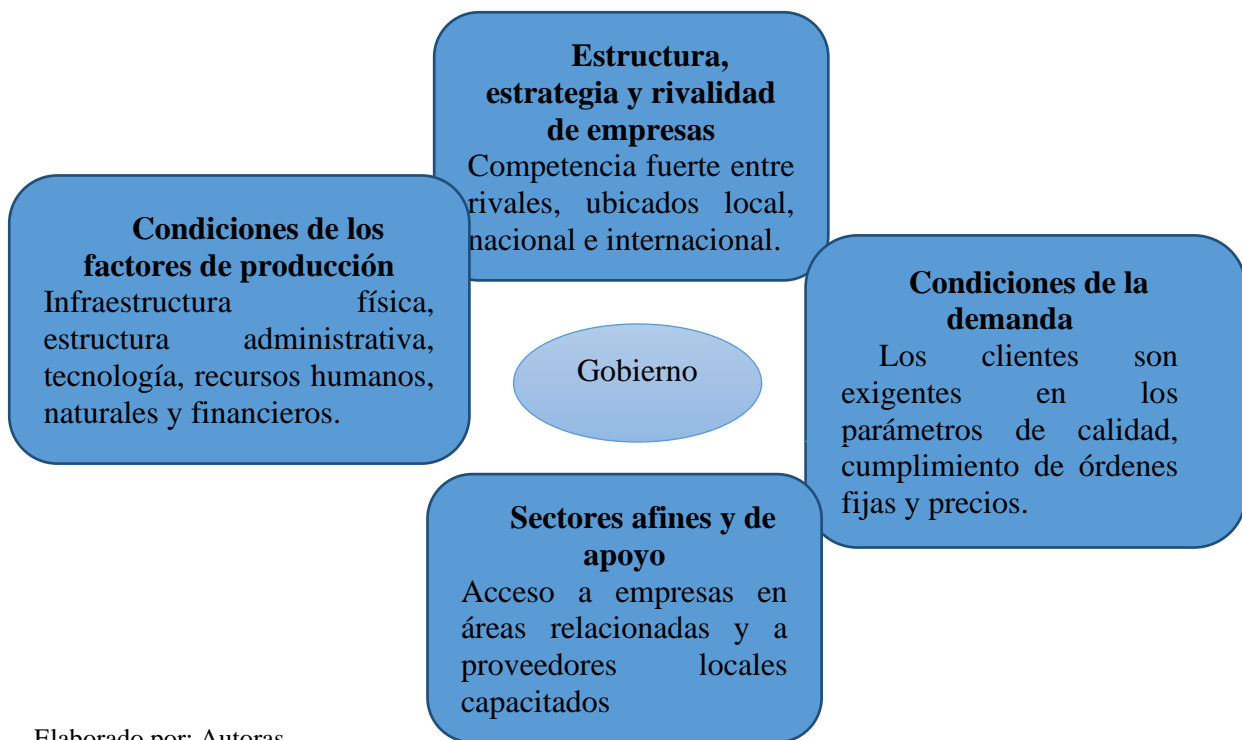 Estructura,
estrategia y rivalidad
de empresas
Competencia fuerte entre
rivales, ubicados local,
nacional e internacional.
Condiciones de los
factores de producción
Infraestructura física,
estructura administrativa,
tecnología, recursos humanos,
naturales y financieros.
Gobierno
Condiciones de la
demanda
Los clientes son
exigentes en los
parámetros de calidad,
cumplimiento de órdenes
fijas y precios.
Sectores afines y de
apoyo
Acceso a empresas en
áreas relacionadas y a
proveedores locales
capacitados
Elaborado por: Autoras